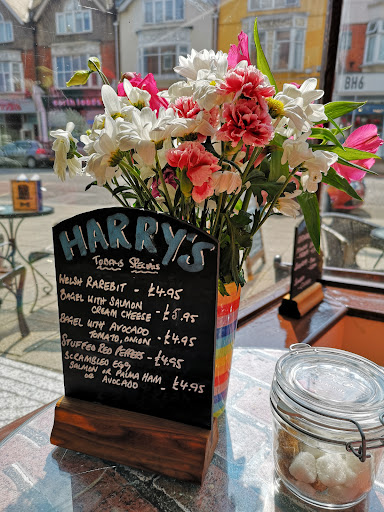 BH6
HARRY'S
TODAYS SPECIALS
WELSH RAREBIT - £4.95
BAGEL WITH SALMON
CREAM CHEESE - £5.95
BAGEL WITH AVOCADO
TOMATO, ONION - £4.95
STUFFED RED PEPPERS - £4.95
SCRAMBLED EGG
SALMON OR PALMA HAM
OR AVOCADO - £4.95